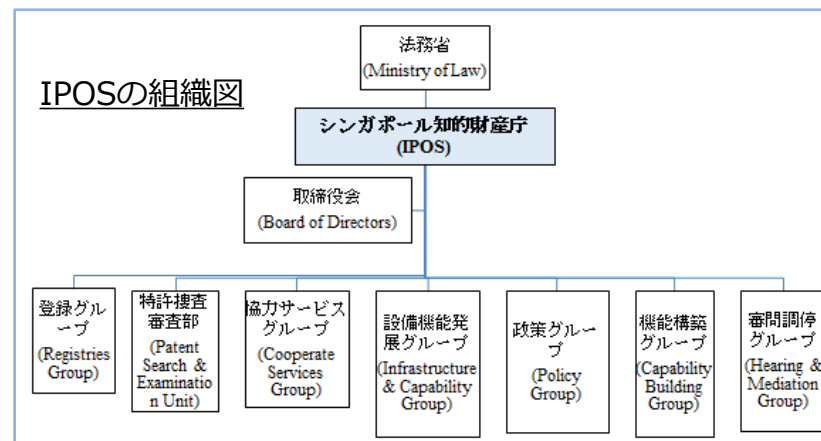 法務省
(Ministry of Law)
IPOSの組織図
シンガポール知的財産庁
(IPOS)
取締役会
(Board of Directors)
登録グル
ープ
(Registries
Group)
特許捜査
審査部
(Patent
Search &
Examinatio
n Unit)
協力サービス
グループ
(Cooperate
Services
Group)
設備機能発
展グループ
(Infrastructure
& Capability
Group)
政策グルー
プ
(Policy
Group)
機能構築
グループ
(Capability
Building
Group)
審問調停
グループ
(Hearing &
Mediation
Group)